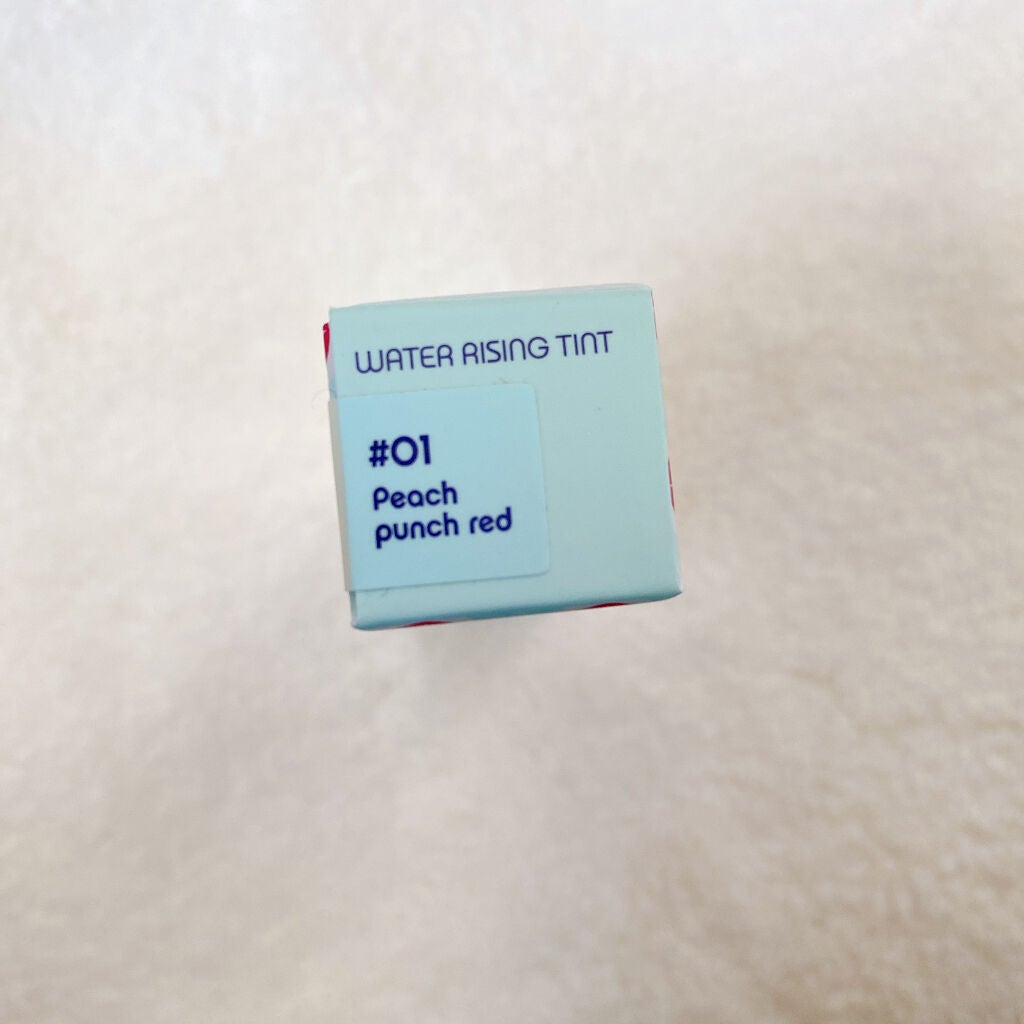 WATER RISING TINT
#01
Peach
punch red